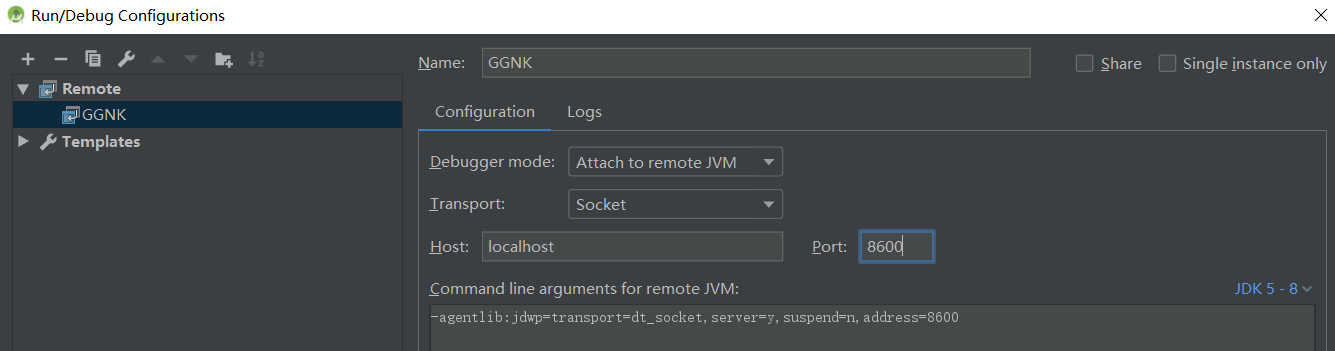 Run/Debug Configurations
Name: GGNK Share Single instance only
Remote
GGNK
Templates
Configuration Logs
Debugger mode: Attach to remote JVM
Transport: Socket
Host: localhost Port: 8600
Command line arguments for remote JVM: JDK 5 - 8
-agentlib:jdwp=transport=dt_socket,server=y,suspend=n,address=8600